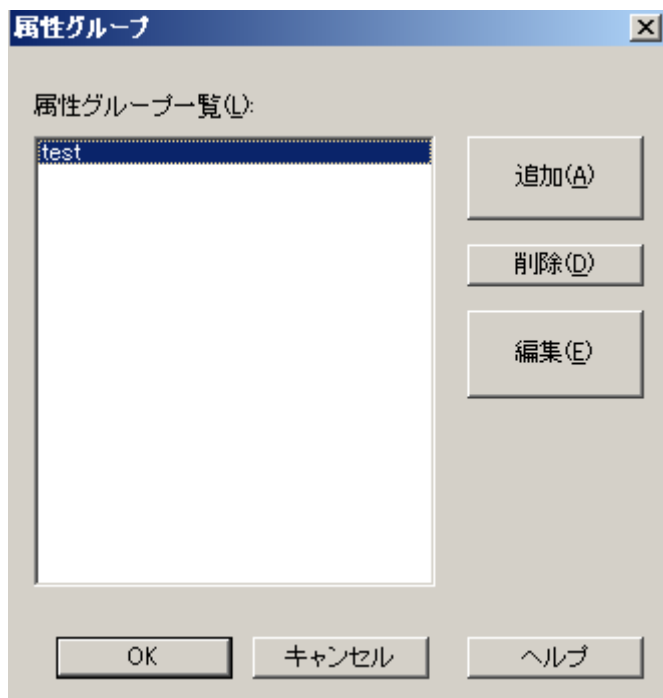 属性グループ
属性グループ一覧(L):
test
追加(A)
削除(D)
編集(E)
OK
キャンセル
ヘルプ